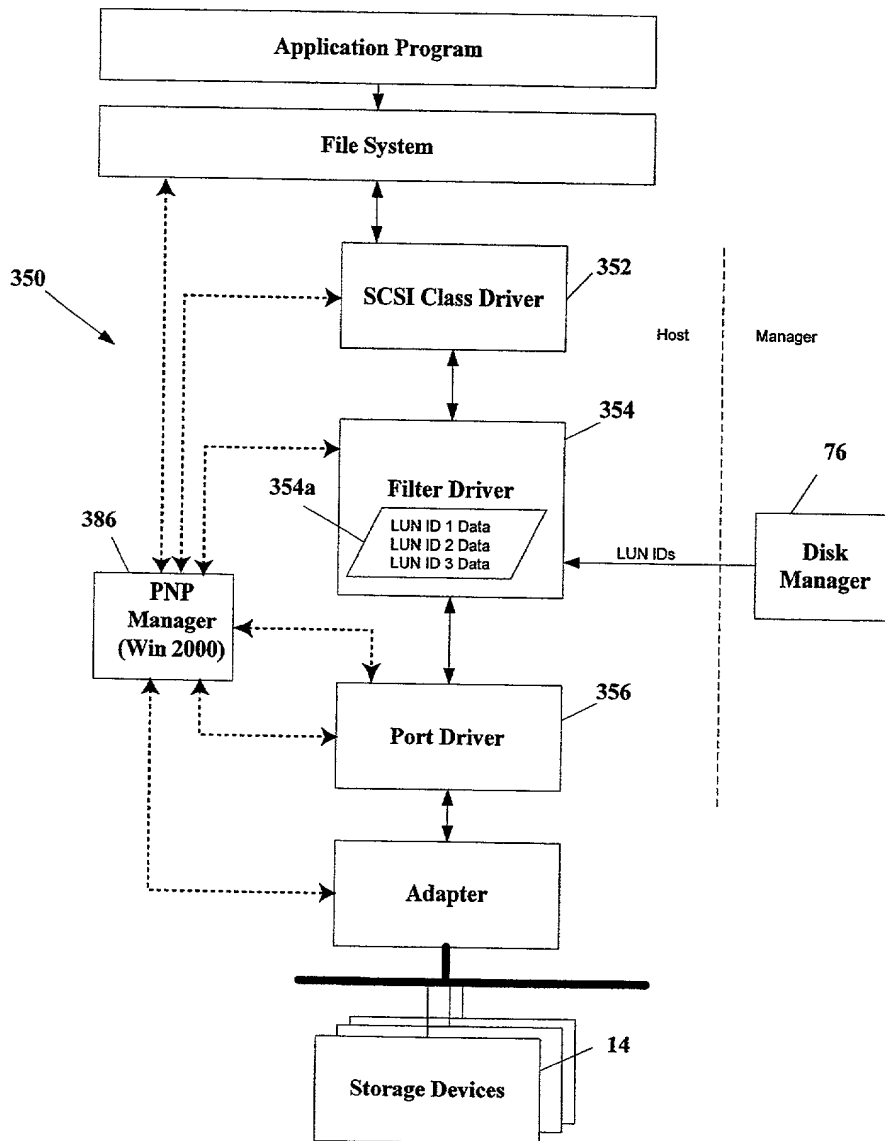 Application Program
File System
350
SCSI Class Driver
352
Host
Manager
354
354a
Filter Driver
LUN ID 1 Data
LUN ID 2 Data
LUN ID 3 Data
76
LUN IDs
Disk
Manager
386
PNP
Manager
(Win 2000)
356
Port Driver
Adapter
14
Storage Devices